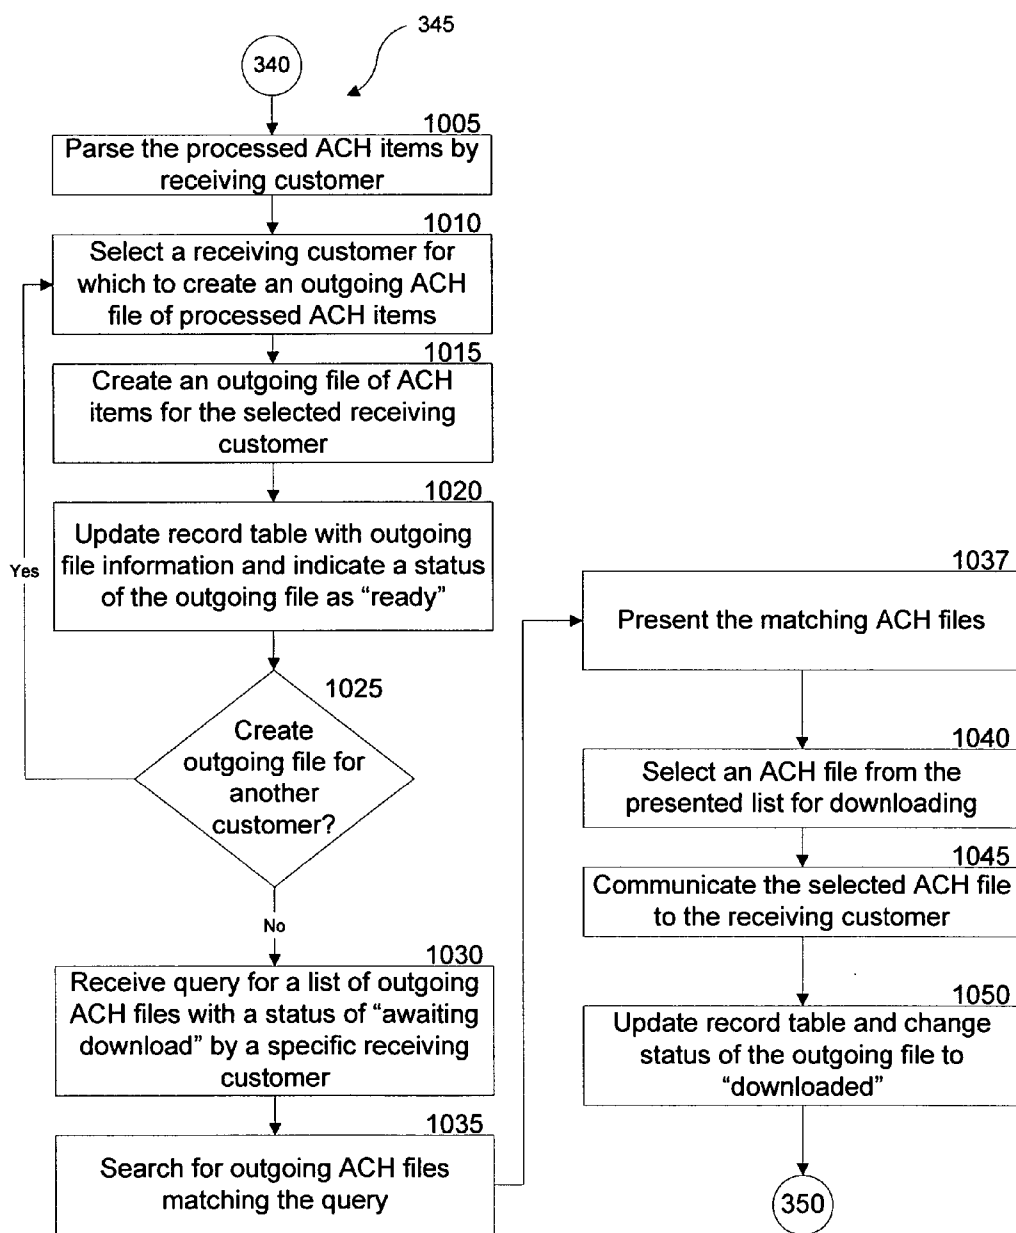 345
340
1005
Parse the processed ACH items by
receiving customer
1010
Select a receiving customer for
which to create an outgoing ACH
file of processed ACH items
1015
Create an outgoing file of ACH
items for the selected receiving
customer
1020
Update record table with outgoing
file information and indicate a status
of the outgoing file as “ready”
Yes
1025
Create
outgoing file for
another
customer?
No
1030
Receive query for a list of outgoing
ACH files with a status of “awaiting
download” by a specific receiving
customer
1035
Search for outgoing ACH files
matching the query
1037
Present the matching ACH files
1040
Select an ACH file from the
presented list for downloading
1045
Communicate the selected ACH file
to the receiving customer
1050
Update record table and change
status of the outgoing file to
“downloaded”
350